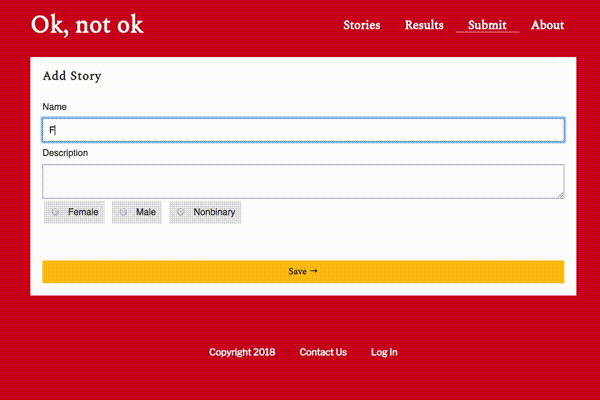 Ok, not ok
Stories Results Submit About
Add Story
Name
F
Description
Female Male Nonbinary
Save →
Copyright 2018 Contact Us Log In